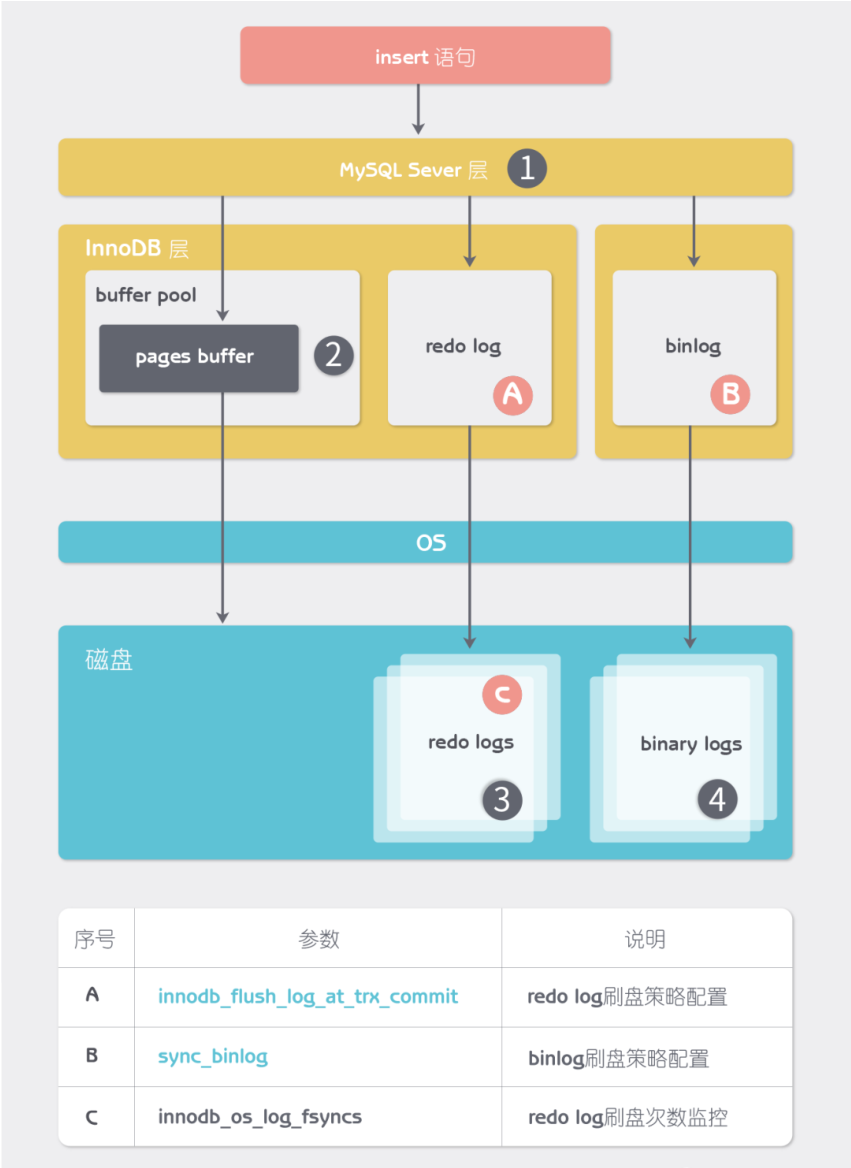 insert 语句
MySQL Sever 层 1
InnoDB 层
buffer pool
pages buffer
2
redo log
A
binlog
B
OS
磁盘
C
redo logs
3
binary logs
4
序号 参数 说明
A innodb_flush_log_at_trx_commit redo log刷盘策略配置
B sync_binlog binlog刷盘策略配置
C innodb_os_log_fsyncs redo log刷盘次数监控